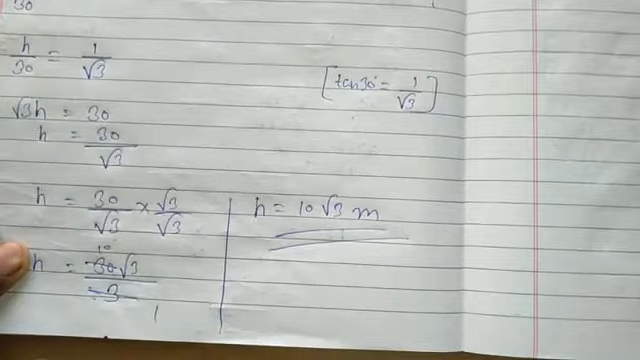 30
h/30 = 1/√3
[tan30° = 1/√3]
√3h = 30
h = 30/√3
h = 30/√3 × √3/√3
h = 30√3/3
10
h = 10√3 m